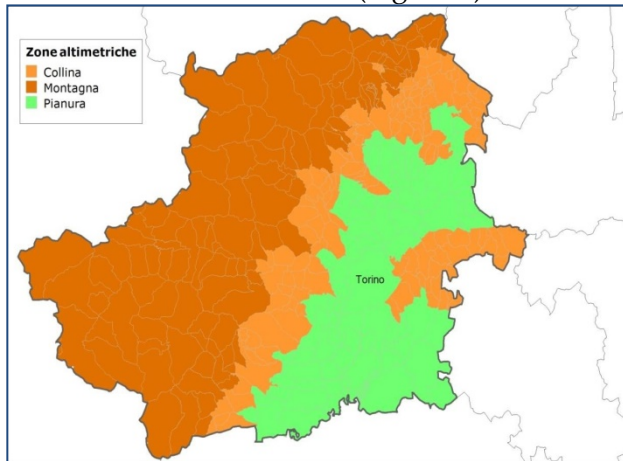 Zone altimetriche
Collina
Montagna
Pianura
Torino